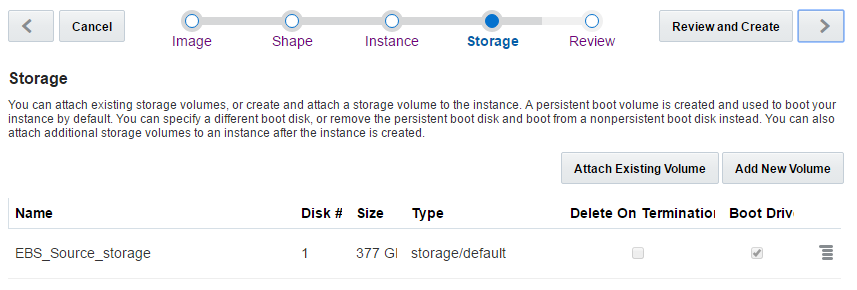 Cancel
Image
Shape
Instance
Storage
Review
Review and Create
Storage
You can attach existing storage volumes, or create and attach a storage volume to the instance. A persistent boot volume is created and used to boot your
instance by default. You can specify a different boot disk, or remove the persistent boot disk and boot from a nonpersistent boot disk instead. You can also
attach additional storage volumes to an instance after the instance is created.
Attach Existing Volume Add New Volume
Name Disk # Size Type Delete On Termination Boot Drive
EBS_Source_storage 1 377 GB storage/default